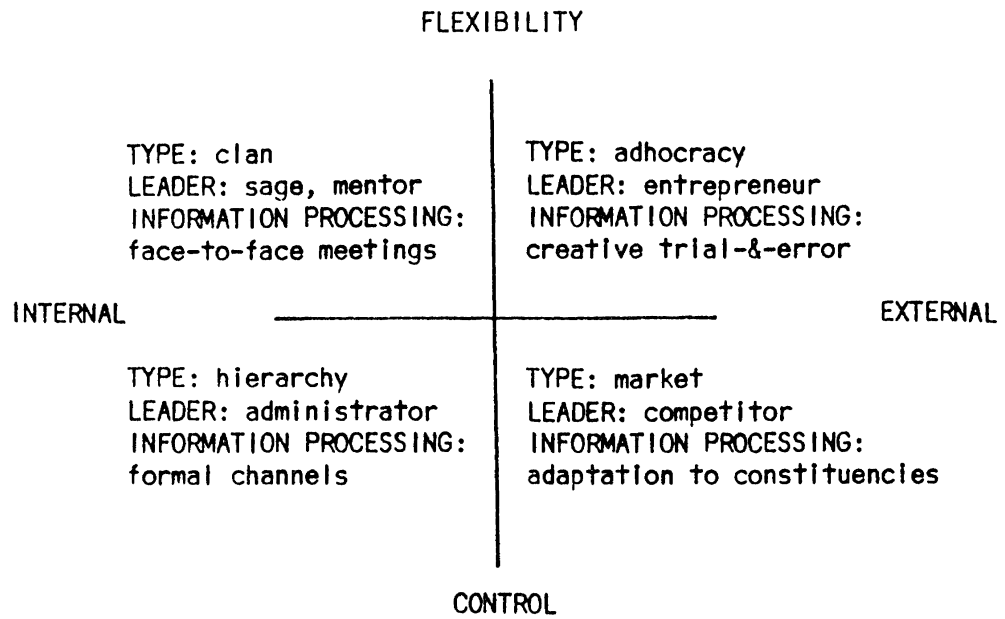 FLEXIBILITY
TYPE: clan
LEADER: sage, mentor
INFORMATION PROCESSING:
face-to-face meetings
TYPE: adhocracy
LEADER: entrepreneur
INFORMATION PROCESSING:
creative trial-&-error
INTERNAL
EXTERNAL
TYPE: hierarchy
LEADER: administrator
INFORMATION PROCESSING:
formal channels
TYPE: market
LEADER: competitor
INFORMATION PROCESSING:
adaptation to constituencies
CONTROL